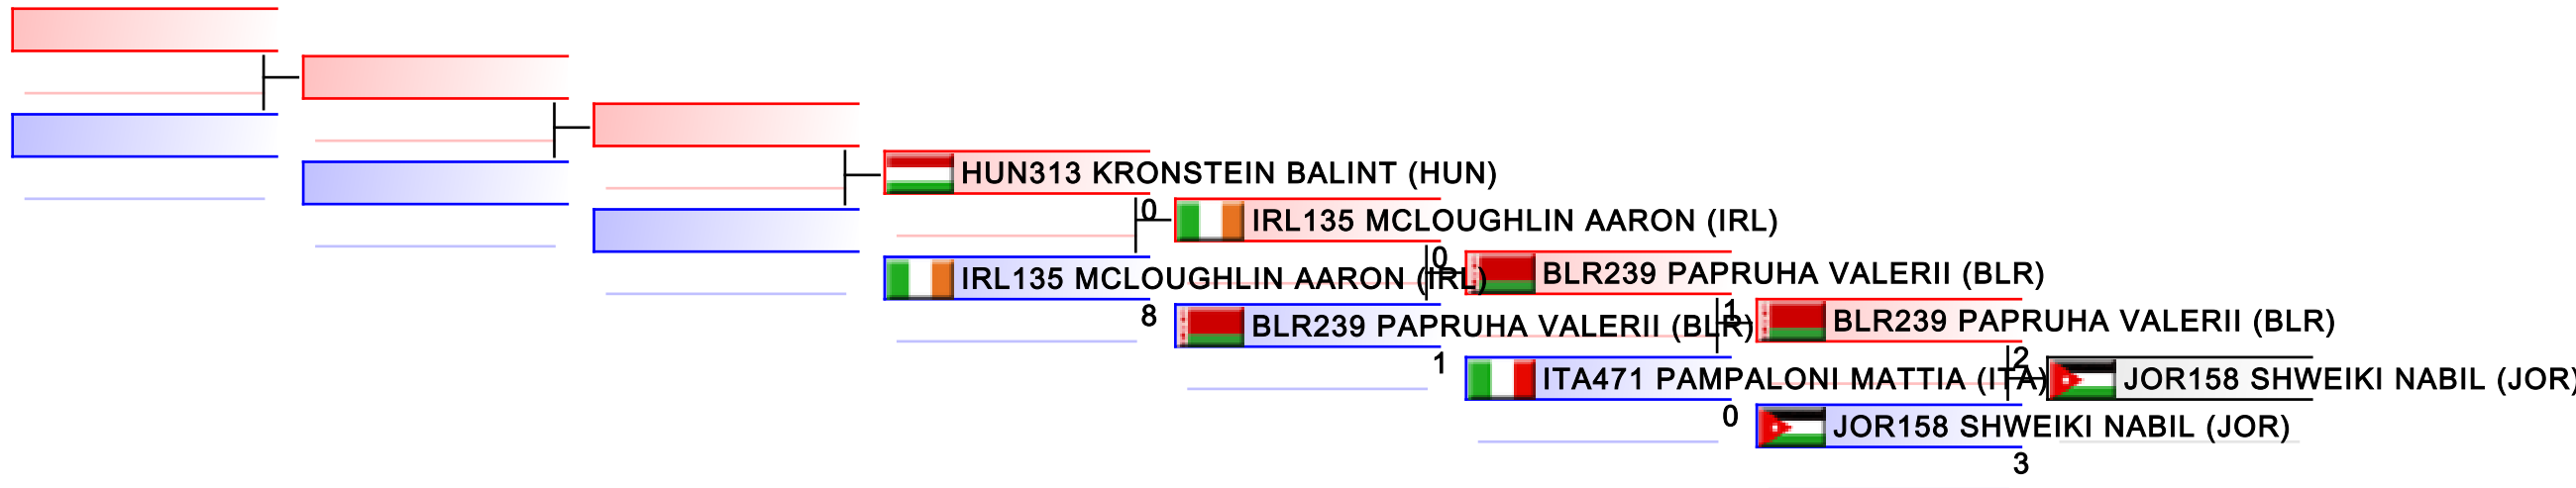 HUN313 KRONSTEIN BALINT (HUN)
0
IRL135 MCLOUGHLIN AARON (IRL)
IRL135 MCLOUGHLIN AARON (IRL)
8
0
BLR239 PAPRUHA VALERII (BLR)
BLR239 PAPRUHA VALERII (BLR)
1
1
BLR239 PAPRUHA VALERII (BLR)
ITA471 PAMPALONI MATTIA (ITA)
0
2
JOR158 SHWEIKI NABIL (JOR)
JOR158 SHWEIKI NABIL (JOR)
3